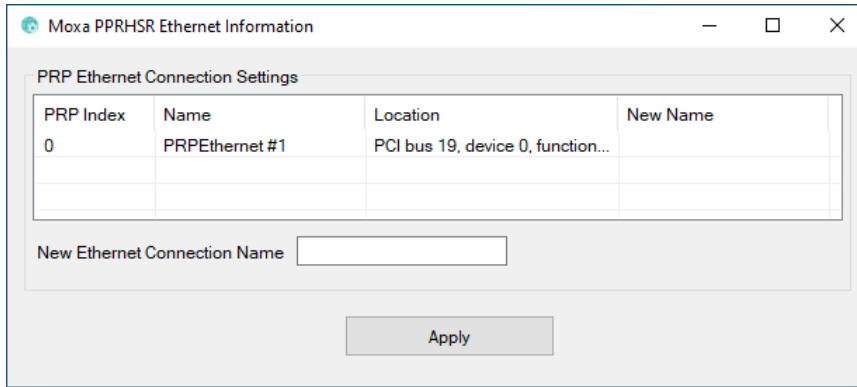 Moxa PPRHSR Ethernet Information
PRP Ethernet Connection Settings
PRP Index Name Location New Name
0 PRPEthernet #1 PCI bus 19, device 0, function...
New Ethernet Connection Name
Apply